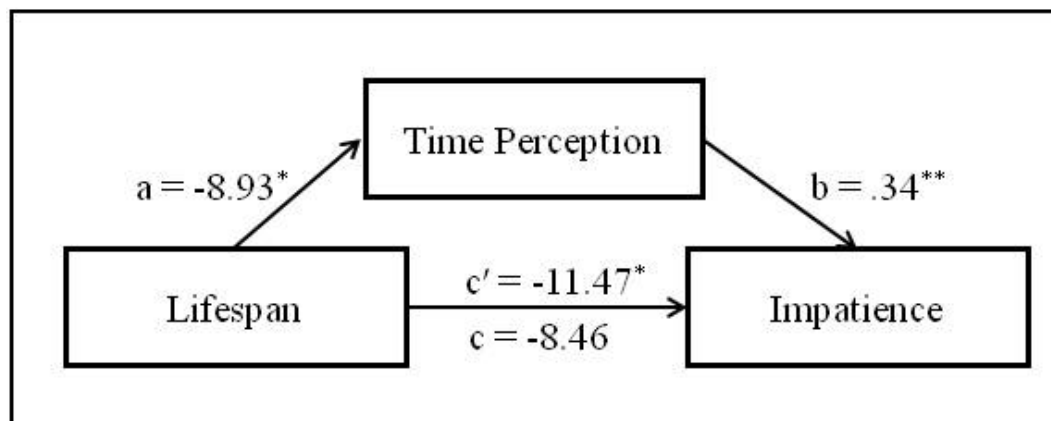 Time Perception
a = -8.93*
b = .34**
Lifespan
c′ = -11.47*
c = -8.46
Impatience